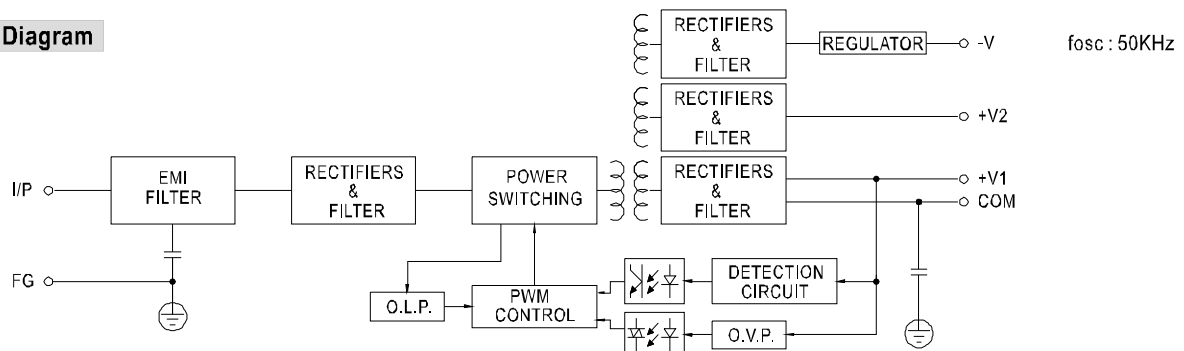 Diagram
RECTIFIERS
&
FILTER
REGULATOR
-V
fosc : 50KHz
RECTIFIERS
&
FILTER
+V2
I/P
EMI
FILTER
RECTIFIERS
&
FILTER
POWER
SWITCHING
RECTIFIERS
&
FILTER
+V1
COM
FG
O.L.P.
PWM
CONTROL
DETECTION
CIRCUIT
O.V.P.